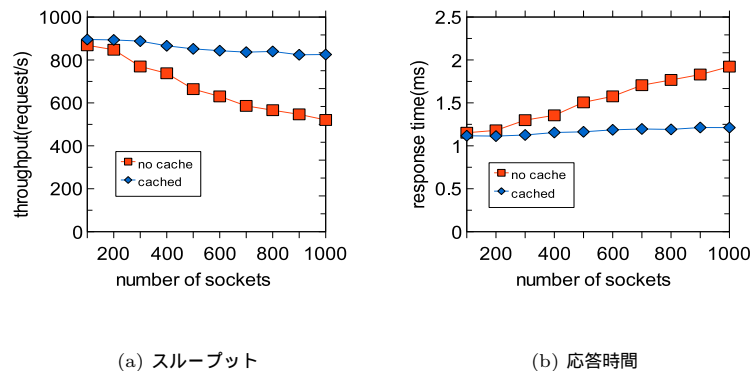 1000
800
600
400
200
0
throughput(request/s)
no cache
cached
200 400 600 800 1000
number of sockets
(a) スループット
2.5
2
1.5
1
0.5
0
response time(ms)
no cache
cached
200 400 600 800 1000
number of sockets
(b) 応答時間